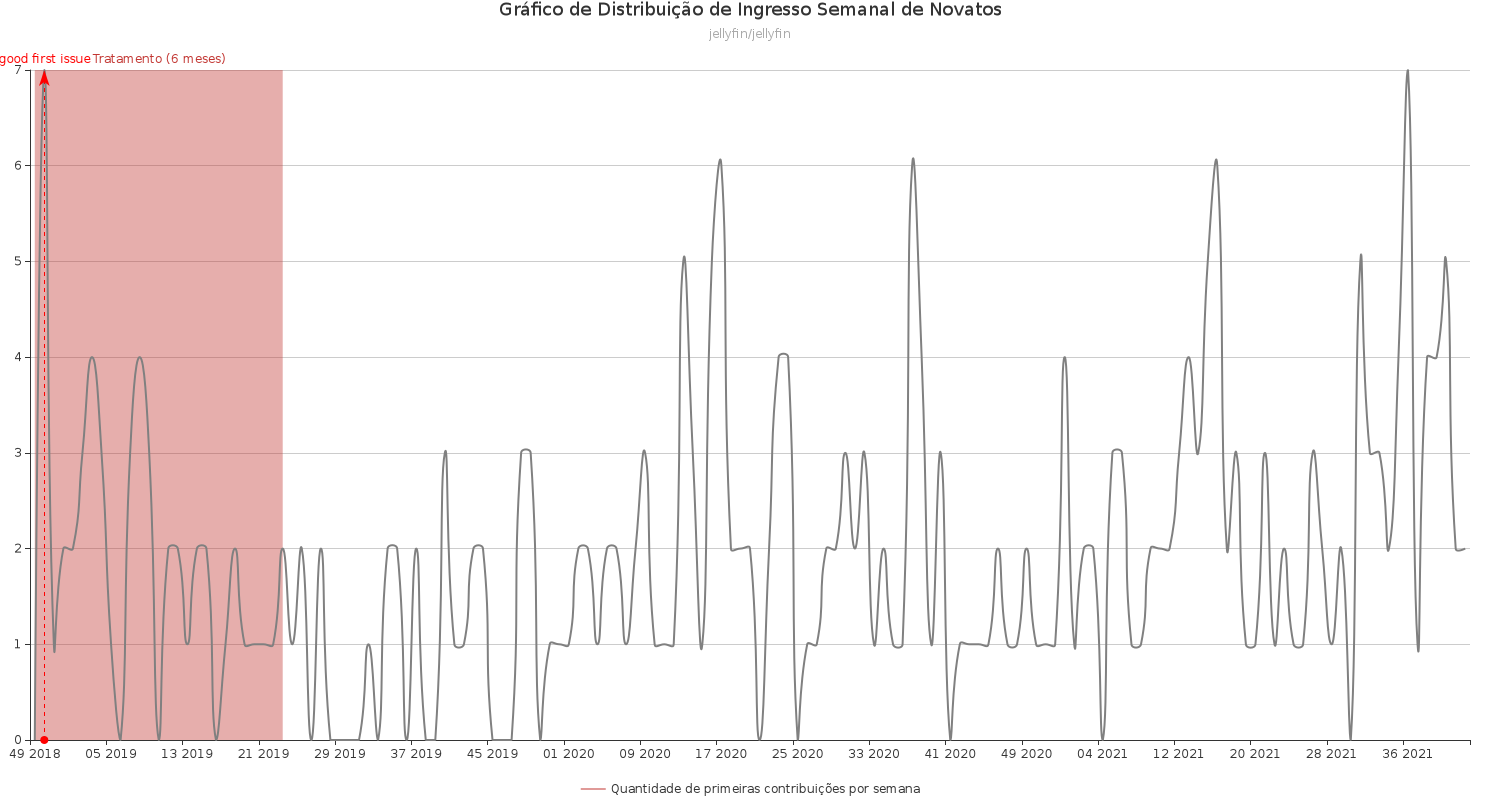 Gráfico de Distribuição de Ingresso Semanal de Novatos
jellyfin/jellyfin
good first issue Tratamento (6 meses)
7
6
5
4
3
2
1
0
49 2018 05 2019 13 2019 21 2019 29 2019 37 2019 45 2019 01 2020 09 2020 17 2020 25 2020 33 2020 41 2020 49 2020 04 2021 12 2021 20 2021 28 2021 36 2021
Quantidade de primeiras contribuições por semana